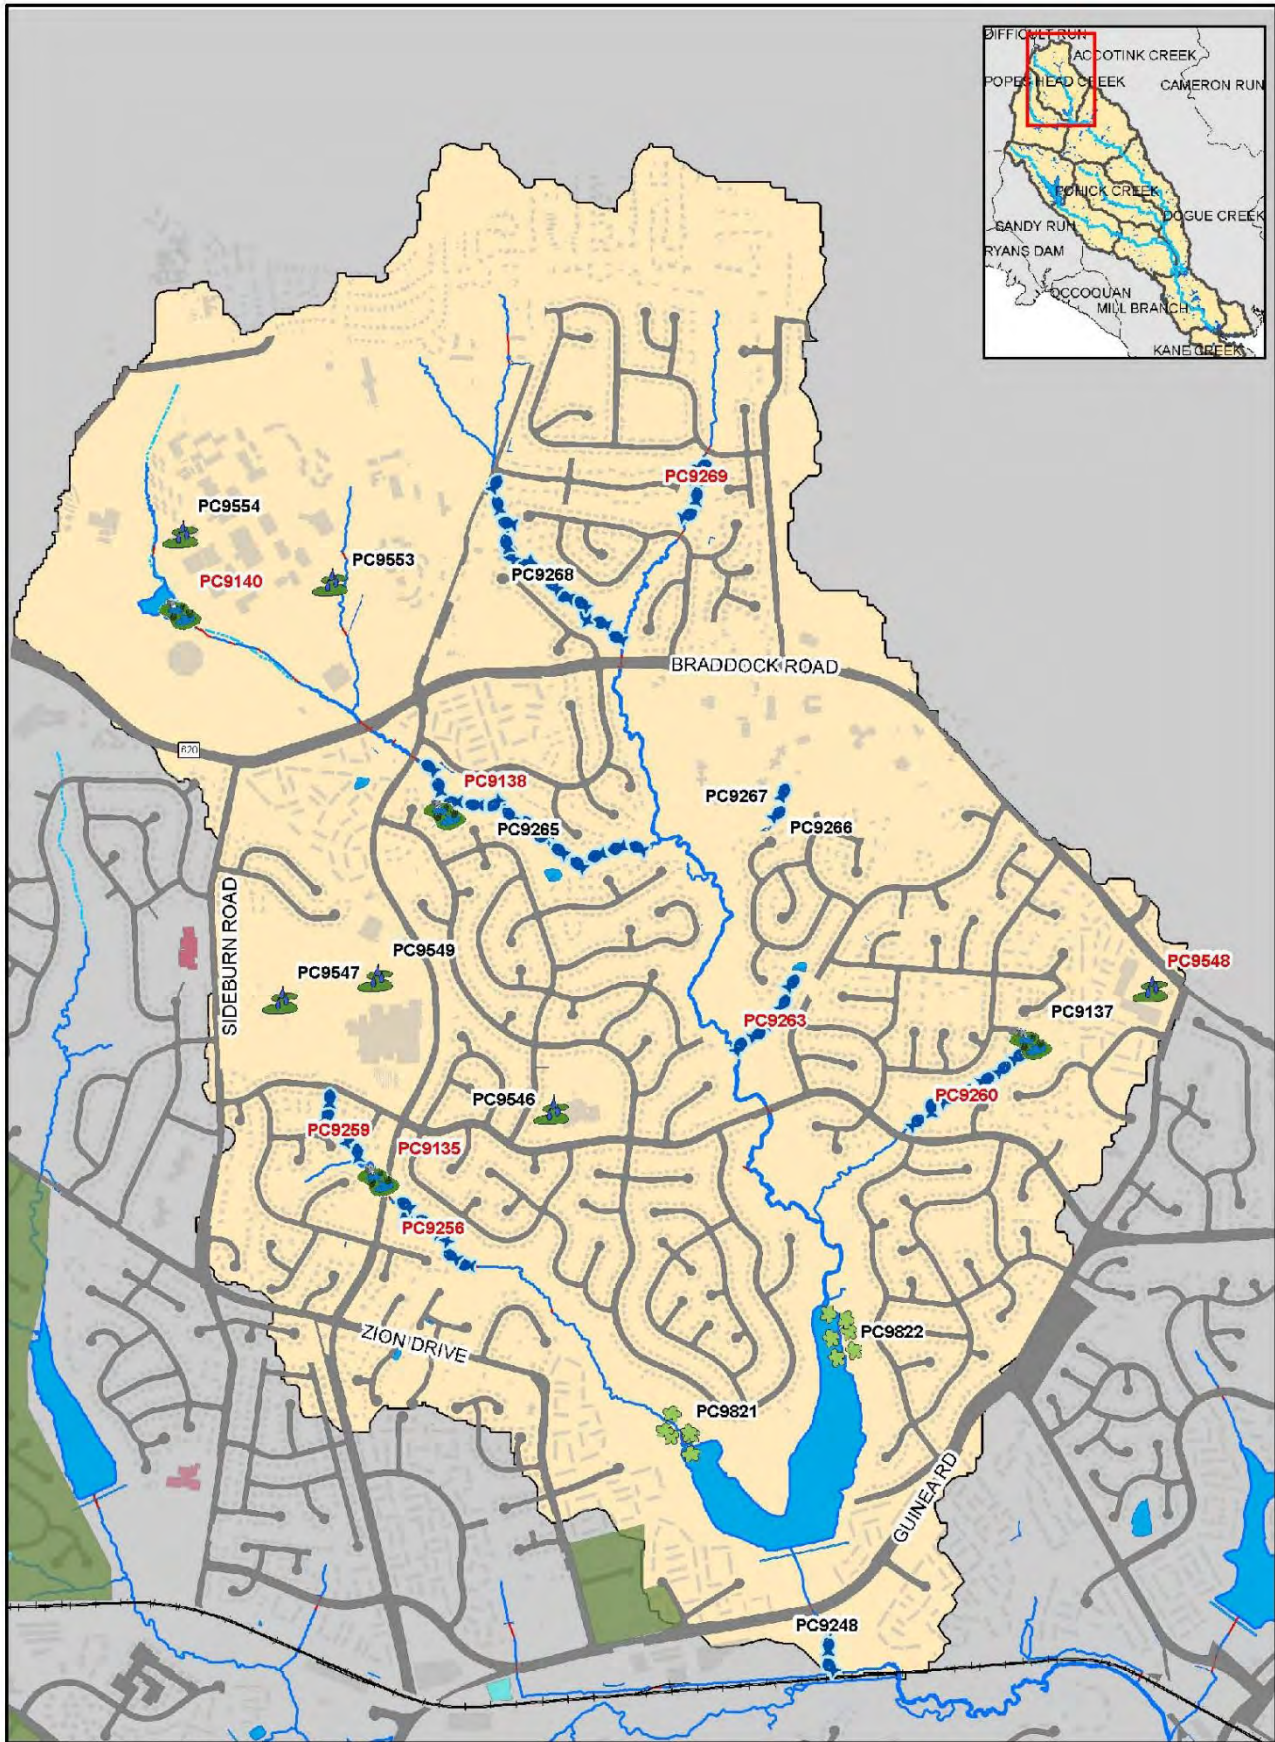 DIFFICULT RUN
ACCOTINK CREEK
POPES HEAD CREEK
CAMERON RUN
POHICK CREEK
DOGUE CREEK
SANDY RUN
RYANS DAM
OCCOQUAN
MILL BRANCH
KANE CREEK
PC9269
PC9554
PC9553
PC9268
PC9140
BRADDOCK ROAD
620
PC9138
PC9267
PC9265
PC9266
SIDEBURN ROAD
PC9549
PC9547
PC9548
PC9137
PC9263
PC9260
PC9546
PC9259
PC9135
PC9256
ZION DRIVE
PC9822
PC9821
GUINEA RD
PC9248